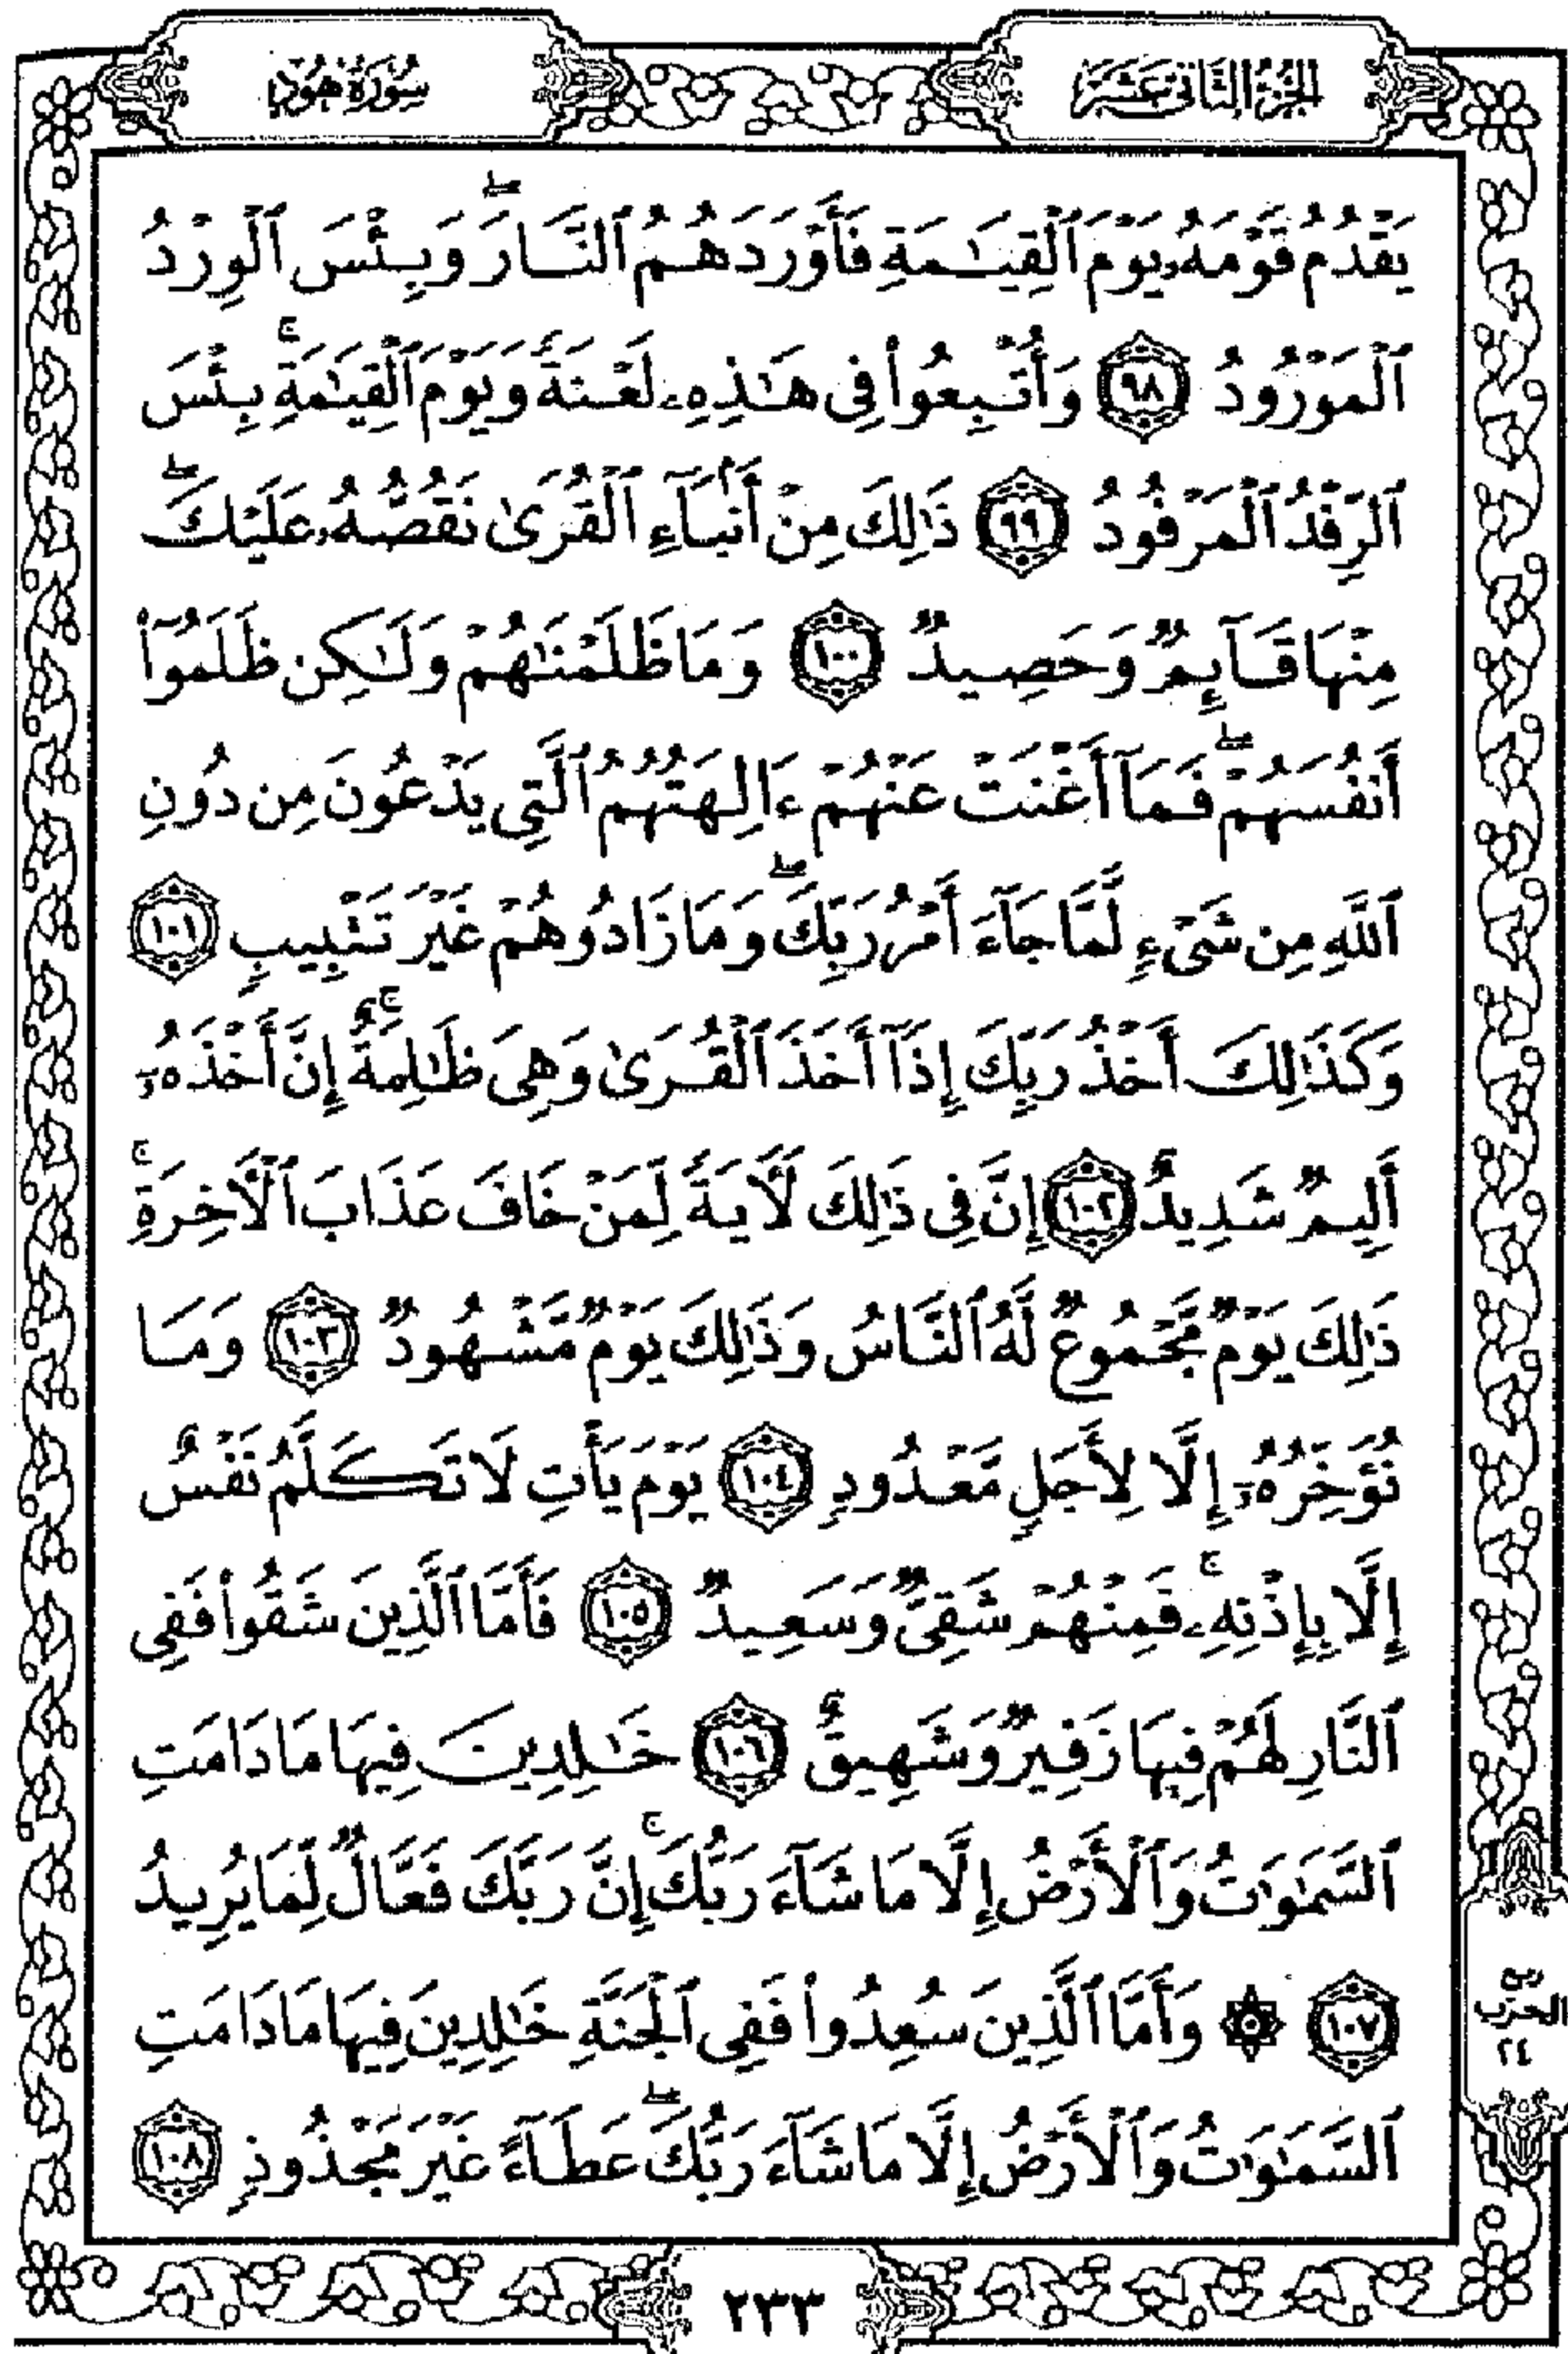 الجزء الثاني عشر
سورة هود
يَقْدُمُ قَوْمَهُۥ يَوْمَ ٱلْقِيَـٰمَةِ فَأَوْرَدَهُمُ ٱلنَّارَ ۖ وَبِئْسَ ٱلْوِرْدُ
ٱلْمَوْرُودُ ٩٨ وَأُتْبِعُوا۟ فِى هَـٰذِهِۦ لَعْنَةً وَيَوْمَ ٱلْقِيَـٰمَةِ ۚ بِئْسَ
ٱلرِّفْدُ ٱلْمَرْفُودُ ٩٩ ذَٰلِكَ مِنْ أَنۢبَآءِ ٱلْقُرَىٰ نَقُصُّهُۥ عَلَيْكَ ۖ
مِنْهَا قَآئِمٌ وَحَصِيدٌ ١٠٠ وَمَا ظَلَمْنَـٰهُمْ وَلَـٰكِن ظَلَمُوٓا۟
أَنفُسَهُمْ ۖ فَمَآ أَغْنَتْ عَنْهُمْ ءَالِهَتُهُمُ ٱلَّتِى يَدْعُونَ مِن دُونِ
ٱللَّهِ مِن شَىْءٍ لَّمَّا جَآءَ أَمْرُ رَبِّكَ ۖ وَمَا زَادُوهُمْ غَيْرَ تَتْبِيبٍ ١٠١
وَكَذَٰلِكَ أَخْذُ رَبِّكَ إِذَآ أَخَذَ ٱلْقُرَىٰ وَهِىَ ظَـٰلِمَةٌ ۚ إِنَّ أَخْذَهُۥٓ
أَلِيمٌ شَدِيدٌ ١٠٢ إِنَّ فِى ذَٰلِكَ لَـَٔايَةً لِّمَنْ خَافَ عَذَابَ ٱلْـَٔاخِرَةِ ۚ
ذَٰلِكَ يَوْمٌ مَّجْمُوعٌ لَّهُ ٱلنَّاسُ وَذَٰلِكَ يَوْمٌ مَّشْهُودٌ ١٠٣ وَمَا
نُؤَخِّرُهُۥٓ إِلَّا لِأَجَلٍ مَّعْدُودٍ ١٠٤ يَوْمَ يَأْتِ لَا تَكَلَّمُ نَفْسٌ
إِلَّا بِإِذْنِهِۦ ۚ فَمِنْهُمْ شَقِىٌّ وَسَعِيدٌ ١٠٥ فَأَمَّا ٱلَّذِينَ شَقُوا۟ فَفِى
ٱلنَّارِ لَهُمْ فِيهَا زَفِيرٌ وَشَهِيقٌ ١٠٦ خَـٰلِدِينَ فِيهَا مَا دَامَتِ
ٱلسَّمَـٰوَٰتُ وَٱلْأَرْضُ إِلَّا مَا شَآءَ رَبُّكَ ۚ إِنَّ رَبَّكَ فَعَّالٌ لِّمَا يُرِيدُ
١٠٧ ۞ وَأَمَّا ٱلَّذِينَ سُعِدُوا۟ فَفِى ٱلْجَنَّةِ خَـٰلِدِينَ فِيهَا مَا دَامَتِ
ٱلسَّمَـٰوَٰتُ وَٱلْأَرْضُ إِلَّا مَا شَآءَ رَبُّكَ ۖ عَطَآءً غَيْرَ مَجْذُوذٍ ١٠٨
ربع
الحزب
٢٤
٢٣٣